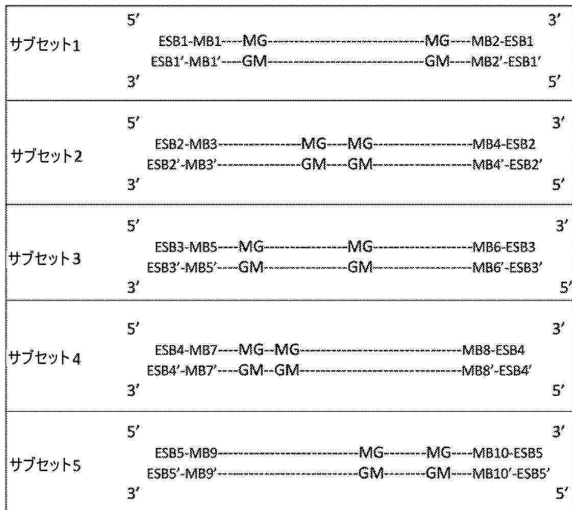 5′ 3′
サブセット1
ESB1-MB1----MG--------------------------------MG----MB2-ESB1
ESB1'-MB1'----GM--------------------------------GM----MB2'-ESB1'
3′ 5′
5′ 3′
サブセット2
ESB2-MB3----------------MG----MG--------------------MB4-ESB2
ESB2'-MB3'----------------GM----GM--------------------MB4'-ESB2'
3′ 5′
5′ 3′
サブセット3
ESB3-MB5----MG-----------------MG--------------------MB6-ESB3
ESB3'-MB5'----GM-----------------GM--------------------MB6'-ESB3'
3′ 5′
5′ 3′
サブセット4
ESB4-MB7----MG--MG--------------------------------MB8-ESB4
ESB4'-MB7'----GM--GM--------------------------------MB8'-ESB4'
3′ 5′
5′ 3′
サブセット5
ESB5-MB9-----------------------------MG-------MG----MB10-ESB5
ESB5'-MB9'-----------------------------GM-------GM----MB10'-ESB5'
3′ 5′